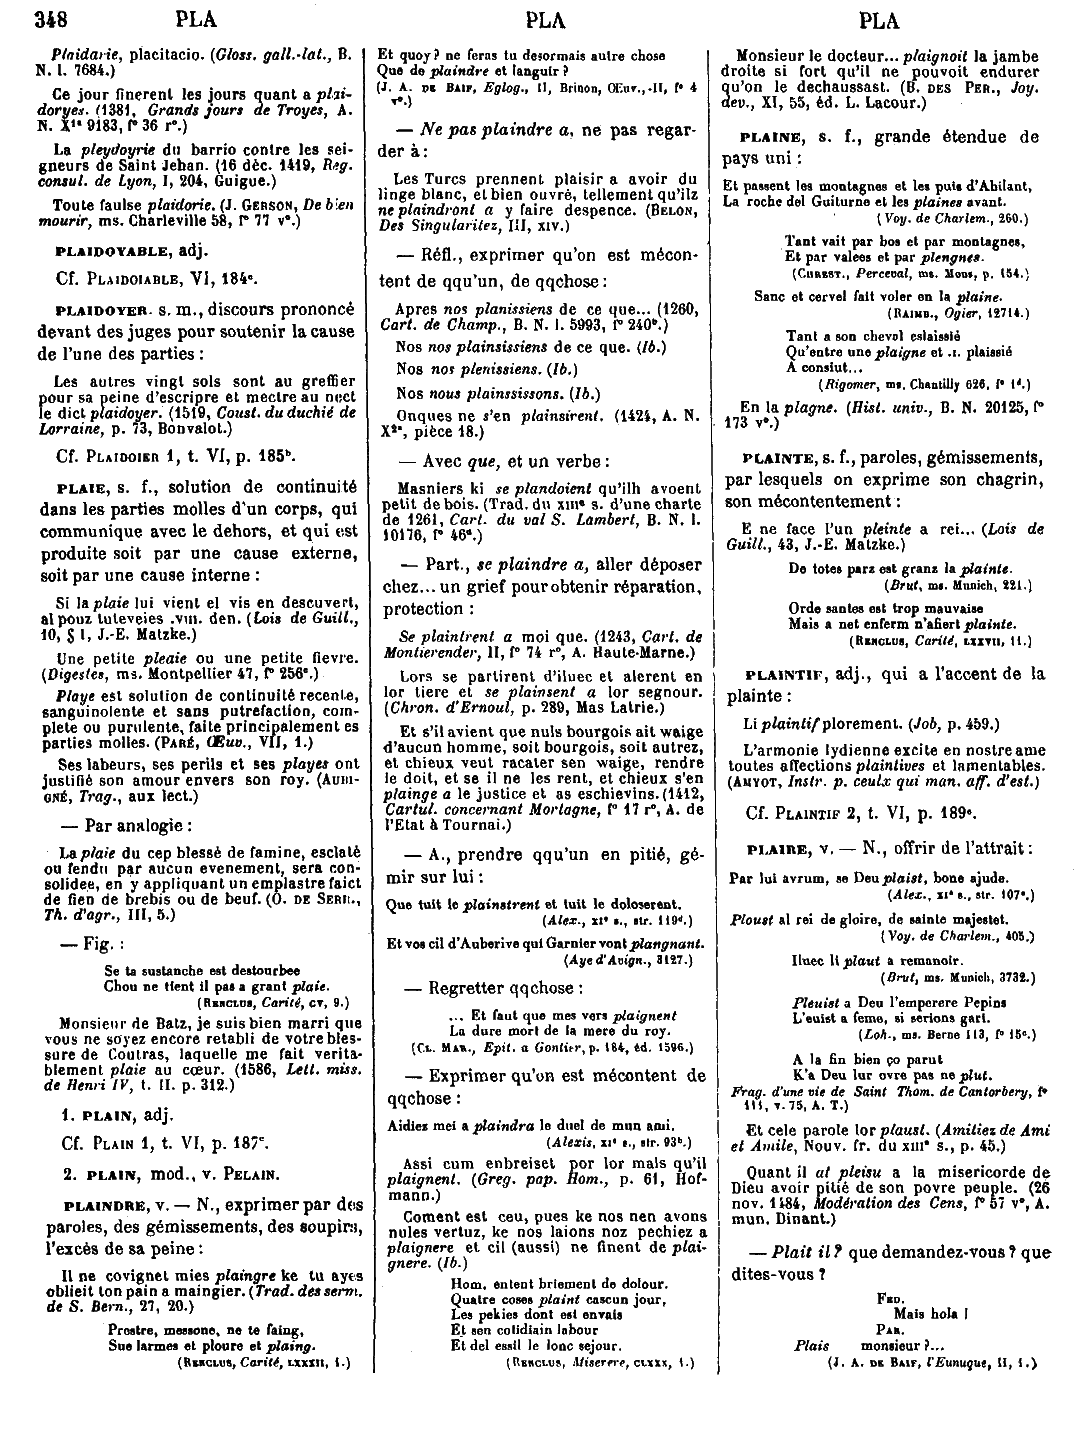 348 PLA PLA PLA
Plaidarie, placitacio. (Gloss. gall.-lat., B.
N. l. 7684.)
Ce jour finerent les jours quant a plai-
doryes. (1381, Grands jours de Troyes, A.
N. X¹ᵃ 9183, f° 36 r°.)
La pleydoyrie du barrio contre les sei-
gneurs de Saint Jehan. (16 déc. 1419, Reg.
consul. de Lyon, I, 204, Guigue.)
Toute faulse plaidorie. (J. GERSON, De bien
mourir, ms. Charleville 58, f° 77 v°.)
PLAIDOYABLE, adj.
Cf. PLAIDOIABLE, VI, 184ᶜ.
PLAIDOYER. s. m., discours prononcé
devant des juges pour soutenir la cause
de l'une des parties :
Les autres vingt sols sont au greffier
pour sa peine d'escripre et mectre au nect
le dict plaidoyer. (1519, Coust. du duchié de
Lorraine, p. 73, Bonvalot.)
Cf. PLAIDOIER 1, t. VI, p. 185ᵇ.
PLAIE, s. f., solution de continuité
dans les parties molles d'un corps, qui
communique avec le dehors, et qui est
produite soit par une cause externe,
soit par une cause interne :
Si la plaie lui vient el vis en descuvert,
al pouz tuteveies .VIII. den. (Lois de Guill.,
10, § 1, J.-E. Matzke.)
Une petite pleaie ou une petite fievre.
(Digestes, ms. Montpellier 47, f° 256ᵃ.)
Playe est solution de continuité recente,
sanguinolente et sans putrefaction, com-
plete ou purulente, faite principalement es
parties molles. (PARÉ, Œuv., VII, 1.)
Ses labeurs, ses perils et ses playes ont
justifié son amour envers son roy. (AUBI-
GNÉ, Trag., aux lect.)
— Par analogie :
La plaie du cep blessé de famine, esclaté
ou fendu par aucun evenement, sera con-
solidee, en y appliquant un emplastre faict
de fien de brebis ou de beuf. (O. DE SERR.,
Th. d'agr., III, 5.)
— Fig. :
Se ta sustanche est destourbee
Chou ne tient il pas a grant plaie.
(RENCLUS, Carité, CV, 9.)
Monsieur de Batz, je suis bien marri que
vous ne soyez encore retabli de votre bles-
sure de Coutras, laquelle me fait verita-
blement plaie au cœur. (1586, Lett. miss.
de Henri IV, t. II. p. 312.)
1. PLAIN, adj.
Cf. PLAIN 1, t. VI, p. 187ᶜ.
2. PLAIN, mod., v. PELAIN.
PLAINDRE, v. — N., exprimer par des
paroles, des gémissements, des soupirs,
l'excès de sa peine :
Il ne covignet mies plaingre ke tu ayes
oblieit ton pain a maingier. (Trad. des serm.
de S. Bern., 27, 20.)
Prestre, messone, ne te faing,
Sue larmes et ploure et plaing.
(RENCLUS, Carité, LXXXII, 1.)
Et quoy? ne feras tu desormais autre chose
Que de plaindre et languir ?
(J. A. DE BAIF, Eglog., II, Brinon, Œuv., II, f° 4
v°.)
— Ne pas plaindre a, ne pas regar-
der à :
Les Turcs prennent plaisir a avoir du
linge blanc, et bien ouvré, tellement qu'ilz
ne plaindront a y faire despence. (BELON,
Des Singularitez, III, XIV.)
— Réfl., exprimer qu'on est mécon-
tent de qqu'un, de qqchose :
Apres nos planissiens de ce que... (1260,
Cart. de Champ., B. N. l. 5993, f° 240ᵇ.)
Nos nos plainsissiens de ce que. (Ib.)
Nos nos plenissiens. (Ib.)
Nos nous plainssissons. (Ib.)
Onques ne s'en plainsirent. (1424, A. N.
X²ᵃ, pièce 18.)
— Avec que, et un verbe :
Masniers ki se plandoient qu'ilh avoent
petit de bois. (Trad. du XIIIᵉ s. d'une charte
de 1261, Cart. du val S. Lambert, B. N. l.
10176, f° 46ᵃ.)
— Part., se plaindre a, aller déposer
chez... un grief pour obtenir réparation,
protection :
Se plaintrent a moi que. (1243, Cart. de
Montierender, II, f° 74 r°, A. Haute-Marne.)
Lors se partirent d'iluec et alerent en
lor tiere et se plainsent a lor segnour.
(Chron. d'Ernoul, p. 289, Mas Latrie.)
Et s'il avient que nuls bourgois ait waige
d'aucun homme, soit bourgois, soit autrez,
et chieux veut racater sen waige, rendre
le doit, et se il ne les rent, et chieux s'en
plainge a le justice et as eschievins. (1412,
Cartul. concernant Mortagne, f° 17 r°, A. de
l'Etat à Tournai.)
— A., prendre qqu'un en pitié, gé-
mir sur lui :
Que tuit le plainstrent et tuit le doloserent.
(Alex., XIᵉ s., str. 119ᵈ.)
Et vos cil d'Auberive qui Garnier vont plangnant.
(Aye d'Avign., 3127.)
— Regretter qqchose :
... Et faut que mes vers plaignent
La dure mort de la mere du roy.
(CL. MAR., Epit. a Gontier, p. 184, éd. 1596.)
— Exprimer qu'on est mécontent de
qqchose :
Aidiez mei a plaindra le duel de mun ami.
(Alexis, XIᵉ s., str. 93ᵇ.)
Assi cum enbreiset por lor mals qu'il
plaignent. (Greg. pap. Hom., p. 61, Hof-
mann.)
Coment est ceu, pues ke nos nen avons
nules vertuz, ke nos laions noz pechiez a
plaignere et cil (aussi) ne finent de plai-
gnere. (Ib.)
Hom, entent briement de dolour.
Quatre coses plaint cascun jour,
Les pekies dont est envais
Et sen cotidiain labour
Et del essil le lonc sejour.
(RENCLUS, Miserere, CLXXX, 1.)
Monsieur le docteur... plaignoit la jambe
droite si fort qu'il ne pouvoit endurer
qu'on le dechaussast. (B. DES PER., Joy.
dev., XI, 55, éd. L. Lacour.)
PLAINE, s. f., grande étendue de
pays uni :
Et passent les montagnes et les puis d'Abilant,
La roche del Guiturne et les plaines avant.
(Voy. de Charlem., 260.)
Tant vait par bos et par montagnes,
Et par valees et par plengnes.
(CHREST., Perceval, ms. Mons, p. 154.)
Sanc et cervel fait voler en la plaine.
(RAIMB., Ogier, 12714.)
Tant a son cheval eslaissié
Qu'entre une plaigne et .I. plaissié
A consiut...
(Rigomer, ms. Chantilly 626, f° 1ᵈ.)
En la plagne. (Hist. univ., B. N. 20125, f°
173 v°.)
PLAINTE, s. f., paroles, gémissements,
par lesquels on exprime son chagrin,
son mécontentement :
E ne face l'un pleinte a rei... (Lois de
Guill., 43, J.-E. Matzke.)
De totes parz est granz la plainte.
(Brut, ms. Munich, 221.)
Orde santes est trop mauvaise
Mais a net enferm n'afiert plainte.
(RENCLUS, Carité, LXXVII, 11.)
PLAINTIF, adj., qui a l'accent de la
plainte :
Li plaintif plorement. (Job, p. 459.)
L'armonie lydienne excite en nostre ame
toutes affections plaintives et lamentables.
(AMYOT, Instr. p. ceulx qui man. aff. d'est.)
Cf. PLAINTIF 2, t. VI, p. 189ᶜ.
PLAIRE, v. — N., offrir de l'attrait :
Par lui avrum, se Deu plaist, bone ajude.
(Alex., XIᵉ s., str. 107ᵉ.)
Ploust al rei de gloire, de sainte majestet.
(Voy. de Charlem., 405.)
Iluec li plaut a remanoir.
(Brut, ms. Munich, 3732.)
Pleuist a Deu l'emperere Pepins
L'euist a feme, si serions gari.
(Loh., ms. Berne 113, f° 15ᶜ.)
A la fin bien ço parut
K'a Deu lur ovre pas ne plut.
Frag. d'une vie de Saint Thom. de Cantorbery, f°
III, v. 75, A. T.)
Et cele parole lor plaust. (Amitiez de Ami
et Amile, Nouv. fr. du XIIIᵉ s., p. 45.)
Quant il at pleisu a la misericorde de
Dieu avoir pitié de son povre peuple. (26
nov. 1484, Modération des Cens, f° 57 v°, A.
mun. Dinant.)
— Plait il ? que demandez-vous ? que
dites-vous ?
FED.
Mais hola !
PAR.
Plais monsieur ?...
(J. A. DE BAIF, l'Eunuque, II, 1.)